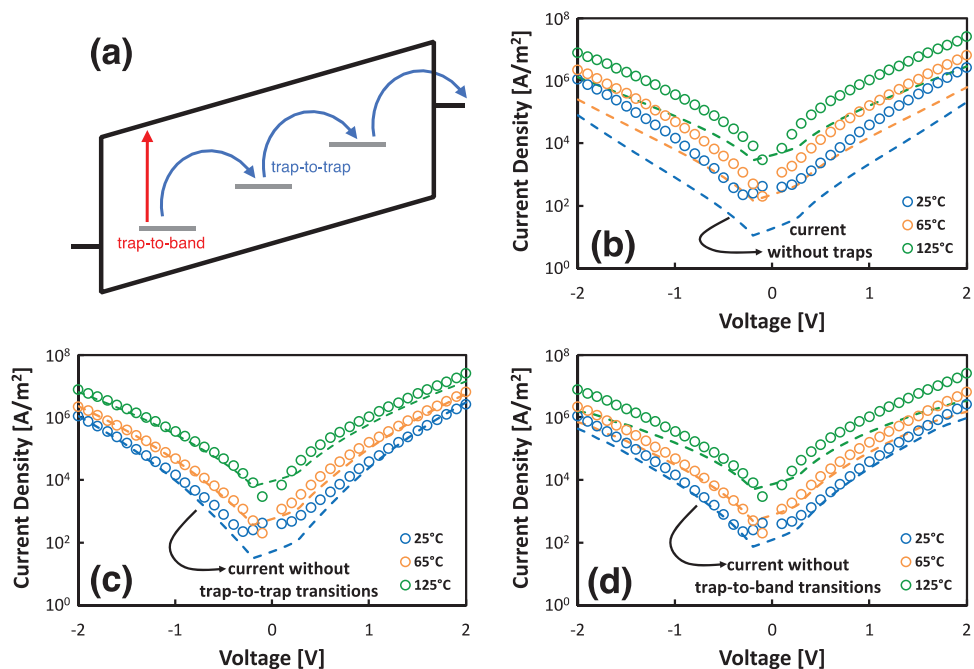 (a)
trap-to-trap
trap-to-band
Current Density [A/m²]
10⁸
10⁶
10⁴
10²
10⁰
-2
-1
0
1
2
Voltage [V]
25°C
65°C
125°C
current
without traps
(b)
Current Density [A/m²]
10⁸
10⁶
10⁴
10²
10⁰
-2
-1
0
1
2
Voltage [V]
25°C
65°C
125°C
current without
trap-to-trap transitions
(c)
Current Density [A/m²]
10⁸
10⁶
10⁴
10²
10⁰
-2
-1
0
1
2
Voltage [V]
25°C
65°C
125°C
current without
trap-to-band transitions
(d)